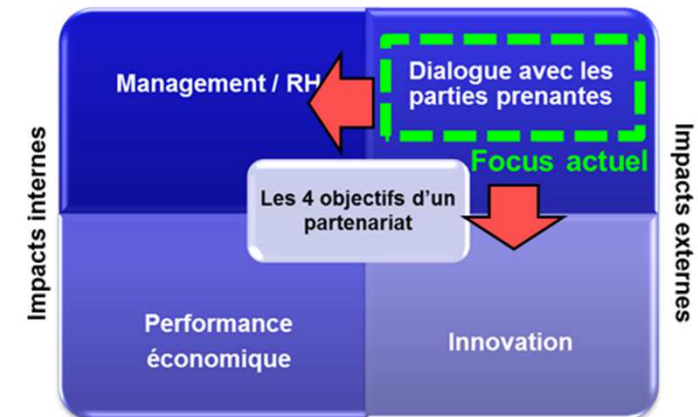 Management / RH
Dialogue avec les
parties prenantes
Focus actuel
Impacts internes
Les 4 objectifs d'un
partenariat
Impacts externes
Performance
économique
Innovation